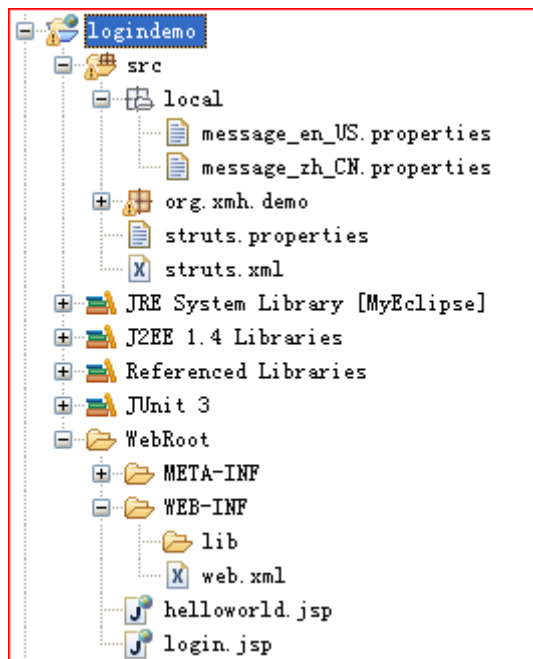 logindemo
src
local
message_en_US.properties
message_zh_CN.properties
org.xmh.demo
struts.properties
struts.xml
JRE System Library [MyEclipse]
J2EE 1.4 Libraries
Referenced Libraries
JUnit 3
WebRoot
META-INF
WEB-INF
lib
web.xml
helloworld.jsp
login.jsp